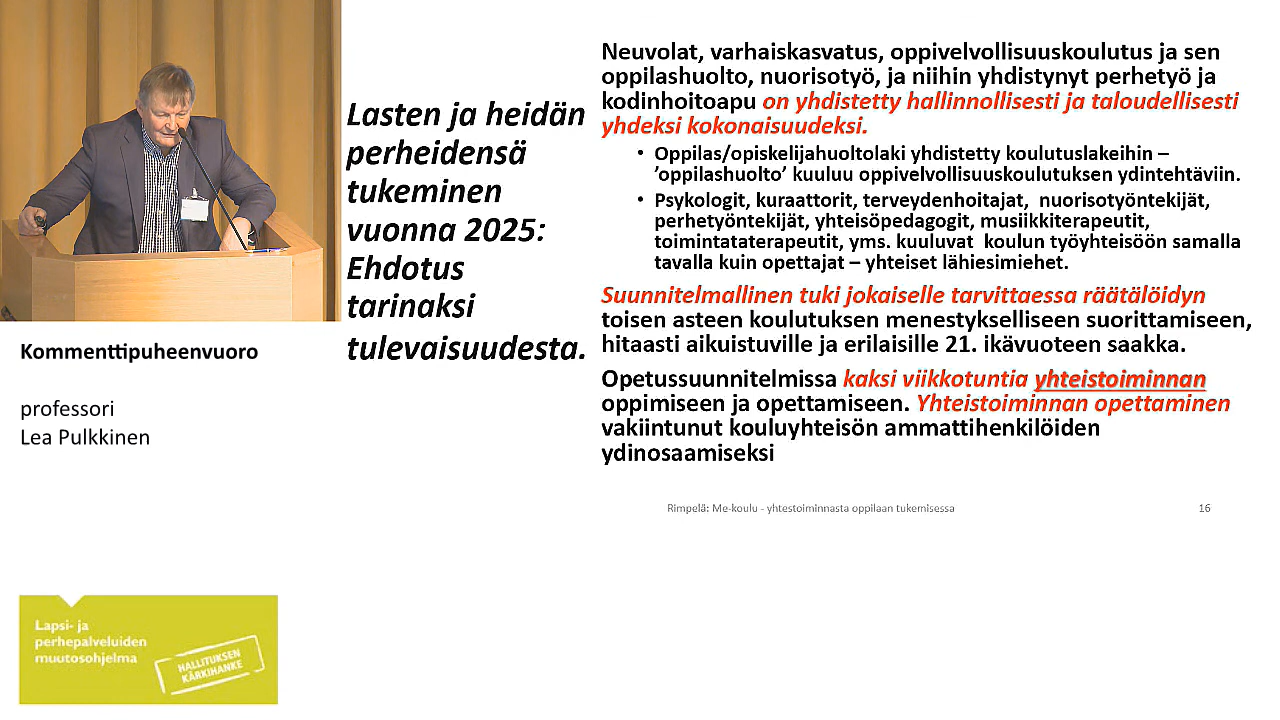 Lasten ja heidän
perheidensä
tukeminen
vuonna 2025:
Ehdotus
tarinaksi
tulevaisuudesta.
Neuvolat, varhaiskasvatus, oppivelvollisuuskoulutus ja sen
oppilashuolto, nuorisotyö, ja niihin yhdistynyt perhetyö ja
kodinhoitoapu on yhdistetty hallinnollisesti ja taloudellisesti
yhdeksi kokonaisuudeksi.
• Oppilas/opiskelijahuoltolaki yhdistetty koulutuslakeihin –
’oppilashuolto’ kuuluu oppivelvollisuuskoulutuksen ydintehtäviin.
• Psykologit, kuraattorit, terveydenhoitajat, nuorisotyöntekijät,
perhetyöntekijät, yhteisöpedagogit, musiikkiterapeutit,
toimintataterapeutit, yms. kuuluvat koulun työyhteisöön samalla
tavalla kuin opettajat – yhteiset lähiesimiehet.
Suunnitelmallinen tuki jokaiselle tarvittaessa räätälöidyn
toisen asteen koulutuksen menestykselliseen suorittamiseen,
hitaasti aikuistuville ja erilaisille 21. ikävuoteen saakka.
Opetussuunnitelmissa kaksi viikkotuntia yhteistoiminnan
oppimiseen ja opettamiseen. Yhteistoiminnan opettaminen
vakiintunut kouluyhteisön ammattihenkilöiden
ydinosaamiseksi
Rimpelä: Me-koulu - yhtestoiminnasta oppilaan tukemisessa
16
Kommenttipuheenvuoro
professori
Lea Pulkkinen
Lapsi- ja
perhepalveluiden
muutosohjelma
HALLITUKSEN
KÄRKIHANKE